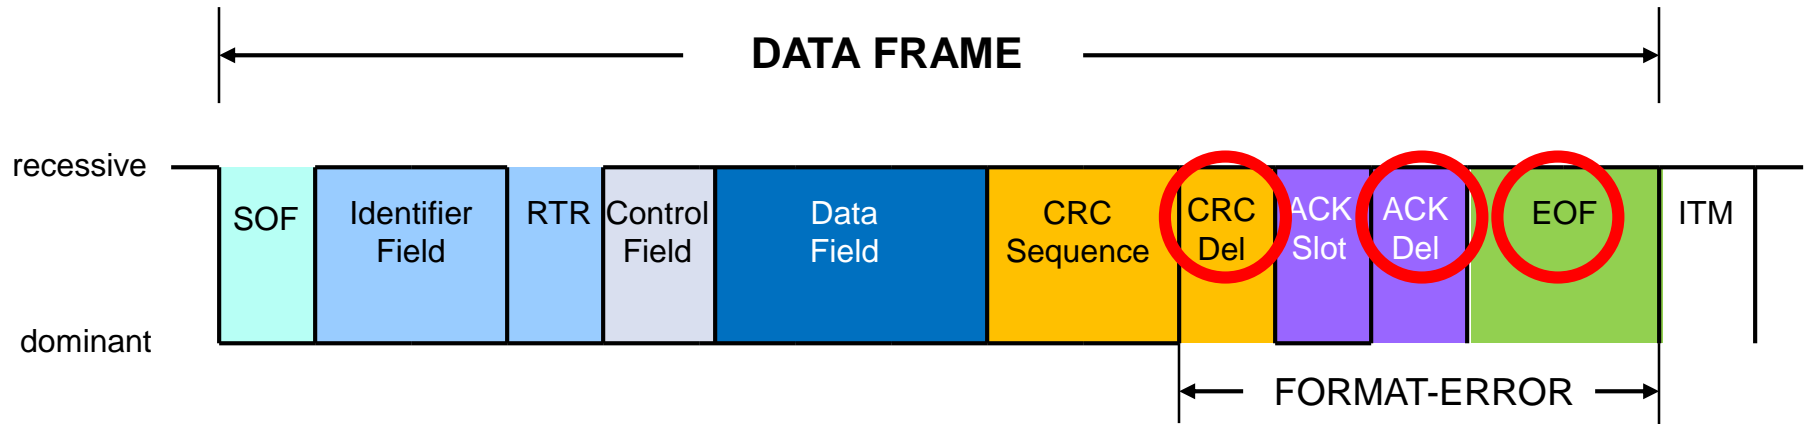 DATA FRAME
recessive
SOF
Identifier
Field
RTR
Control
Field
Data
Field
CRC
Sequence
CRC
Del
ACK
Slot
ACK
Del
EOF
ITM
dominant
FORMAT-ERROR